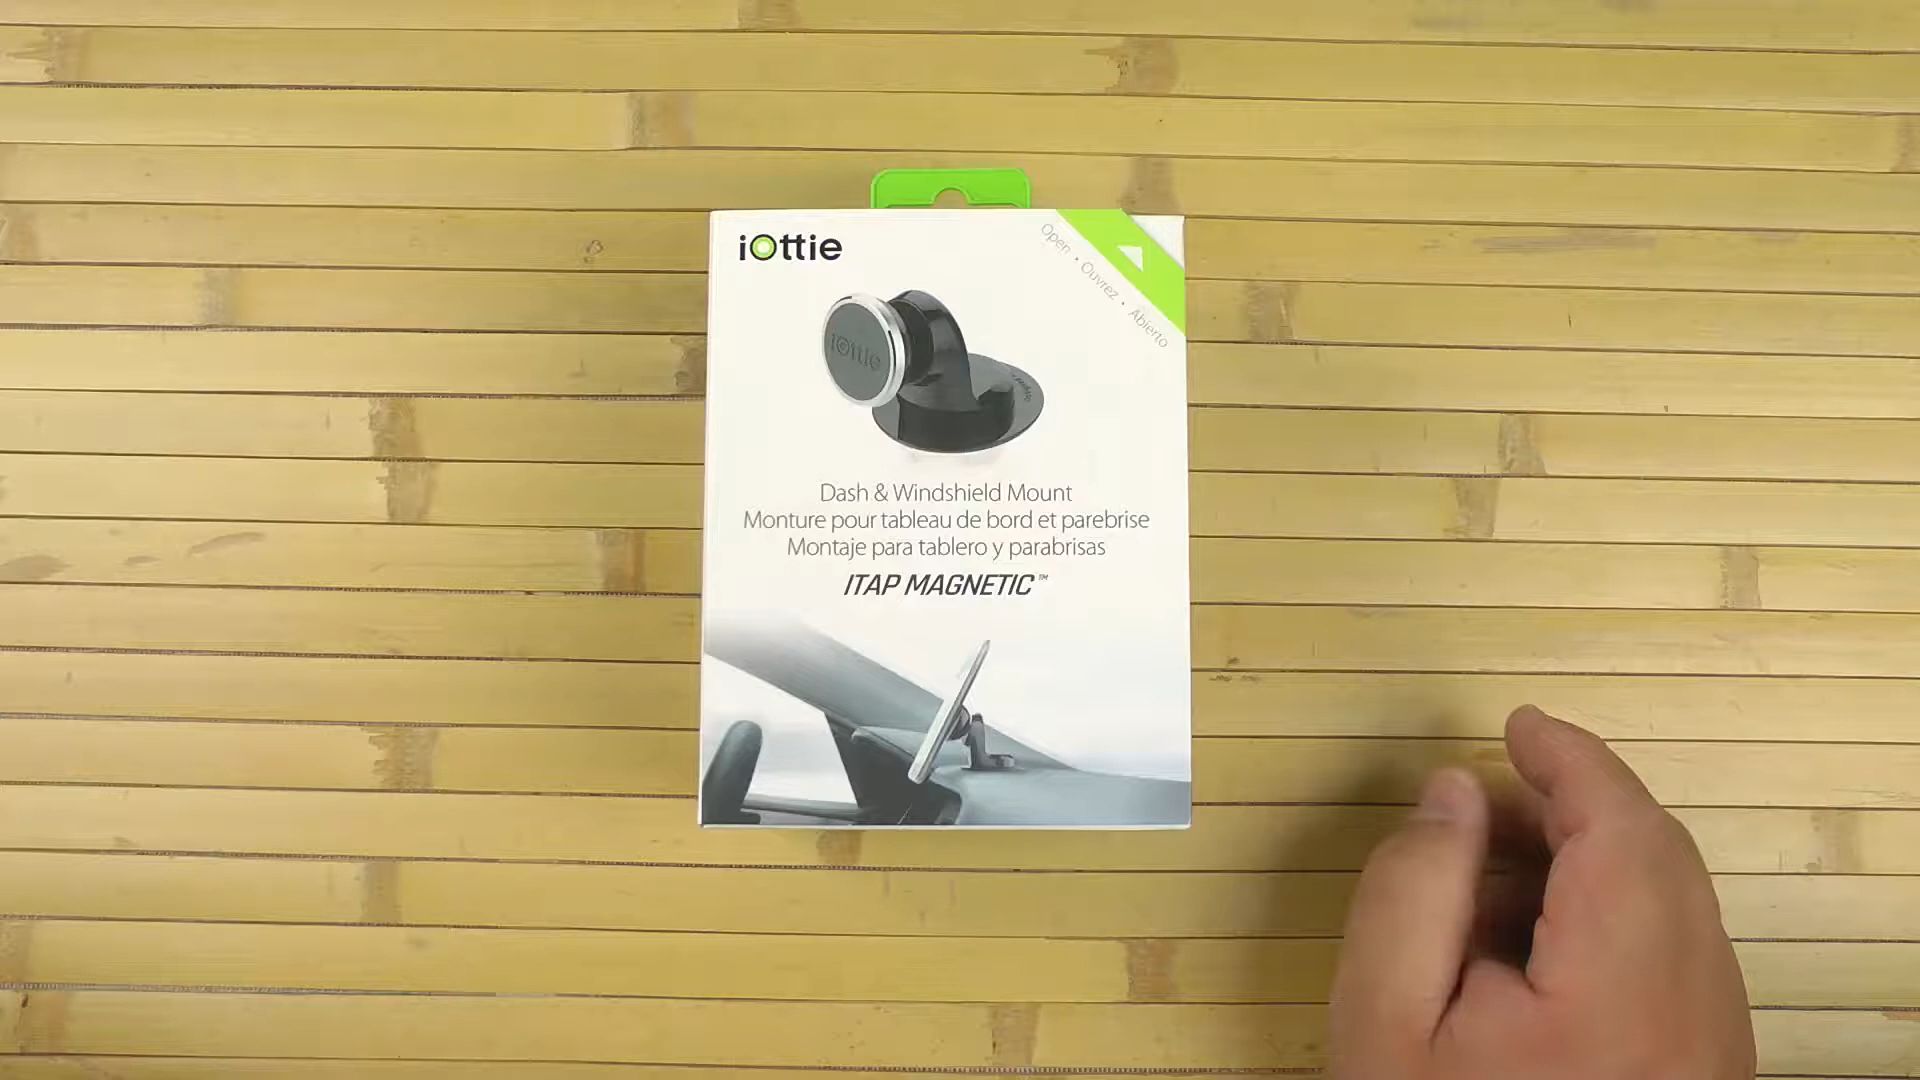 iOttie
Open • Ouvrez • Abierto
iOttie
Dash & Windshield Mount
Monture pour tableau de bord et parebrise
Montaje para tablero y parabrisas
ITAP MAGNETIC™